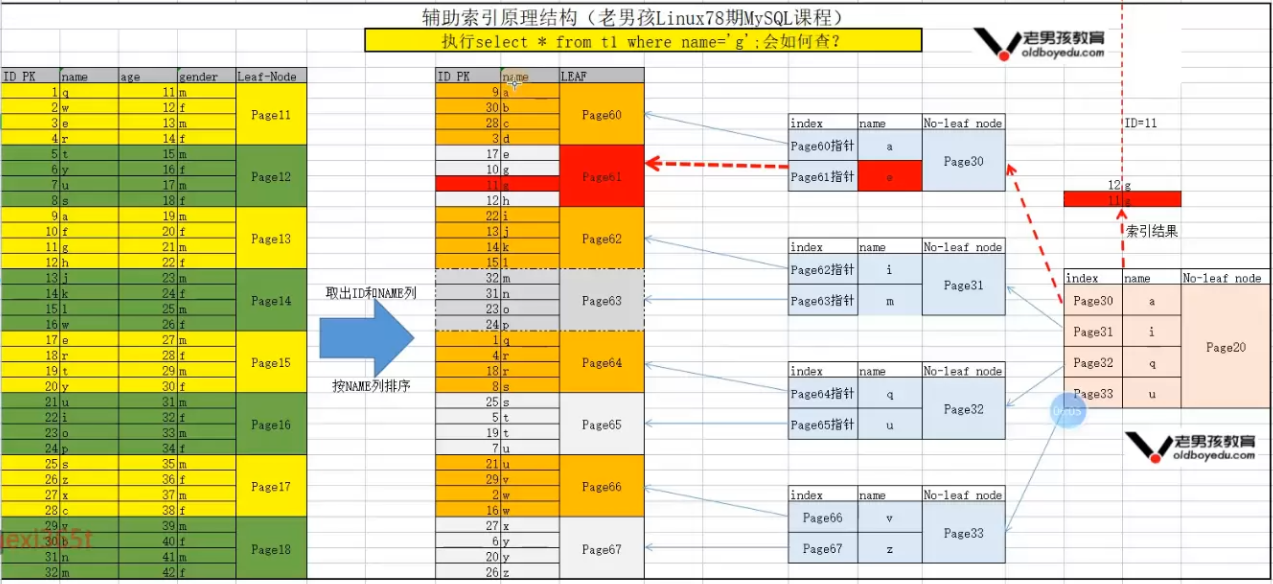 辅助索引原理结构（老男孩Linux78期MySQL课程）
执行select * from t1 where name='g';会如何查？
老男孩教育
oldboyedu.com
ID PK name age gender Leaf-Node
1 q 11 m
2 w 12 f
3 e 13 m
4 r 14 f
Page11
5 t 15 m
6 y 16 f
7 u 17 m
8 s 18 f
Page12
9 a 19 m
10 f 20 f
11 g 21 m
12 h 22 f
Page13
13 j 23 m
14 k 24 f
15 l 25 m
16 w 26 f
Page14
17 e 27 m
18 r 28 f
19 t 29 m
20 y 30 f
Page15
21 u 31 m
22 i 32 f
23 o 33 m
24 p 34 f
Page16
25 s 35 m
26 z 36 f
27 x 37 m
28 c 38 f
Page17
29 v 39 m
30 b 40 f
31 n 41 m
32 m 42 f
Page18
取出ID和NAME列
按NAME列排序
ID PK name LEAF
9 a
30 b
28 c
3 d
Page60
17 e
10 g
11 g
12 h
Page61
22 i
13 j
14 k
15 l
Page62
32 m
31 n
23 o
24 p
Page63
1 q
4 r
18 r
8 s
Page64
25 s
5 t
19 t
7 u
Page65
21 u
29 v
2 w
16 w
Page66
27 x
6 y
20 y
26 z
Page67
index name No-leaf node
Page60指针 a
Page61指针 e
Page30
index name No-leaf node
Page62指针 i
Page63指针 m
Page31
index name No-leaf node
Page64指针 q
Page65指针 u
Page32
index name No-leaf node
Page66 v
Page67 z
Page33
ID=11
12 g
11 g
索引结果
index name No-leaf node
Page30 a
Page31 i
Page32 q
Page33 u
Page20
老男孩教育
oldboyedu.com